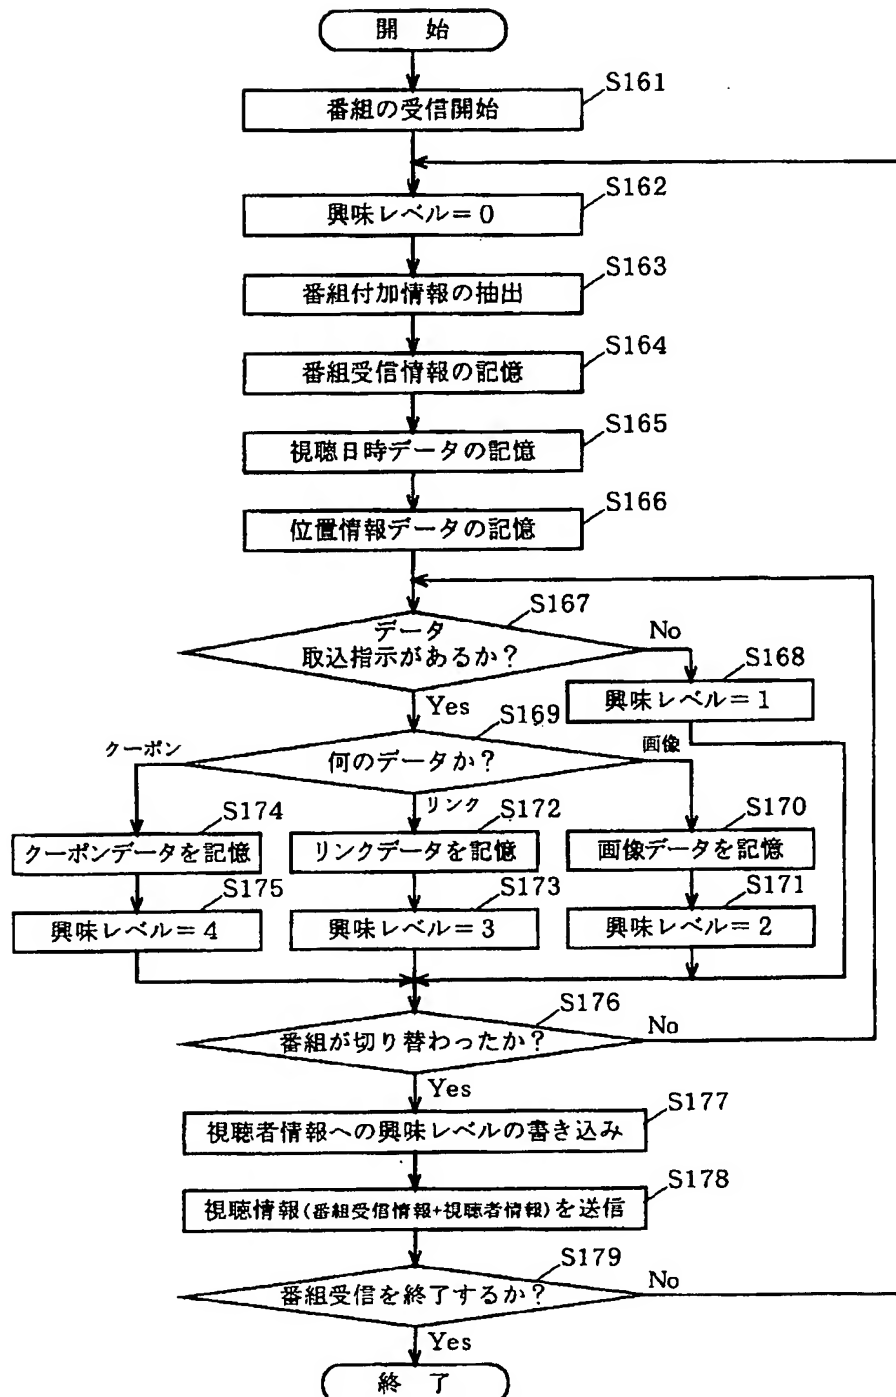 開 始
S161
番組の受信開始
S162
興味レベル=0
S163
番組付加情報の抽出
S164
番組受信情報の記憶
S165
視聴日時データの記憶
S166
位置情報データの記憶
S167
データ
取込指示があるか?
No
S168
興味レベル=1
Yes
S169
クーポン
何のデータか?
画像
リンク
S174
クーポンデータを記憶
S172
リンクデータを記憶
S170
画像データを記憶
S175
興味レベル=4
S173
興味レベル=3
S171
興味レベル=2
S176
番組が切り替わったか?
No
Yes
S177
視聴者情報への興味レベルの書き込み
S178
視聴情報(番組受信情報+視聴者情報)を送信
S179
番組受信を終了するか?
No
Yes
終 了